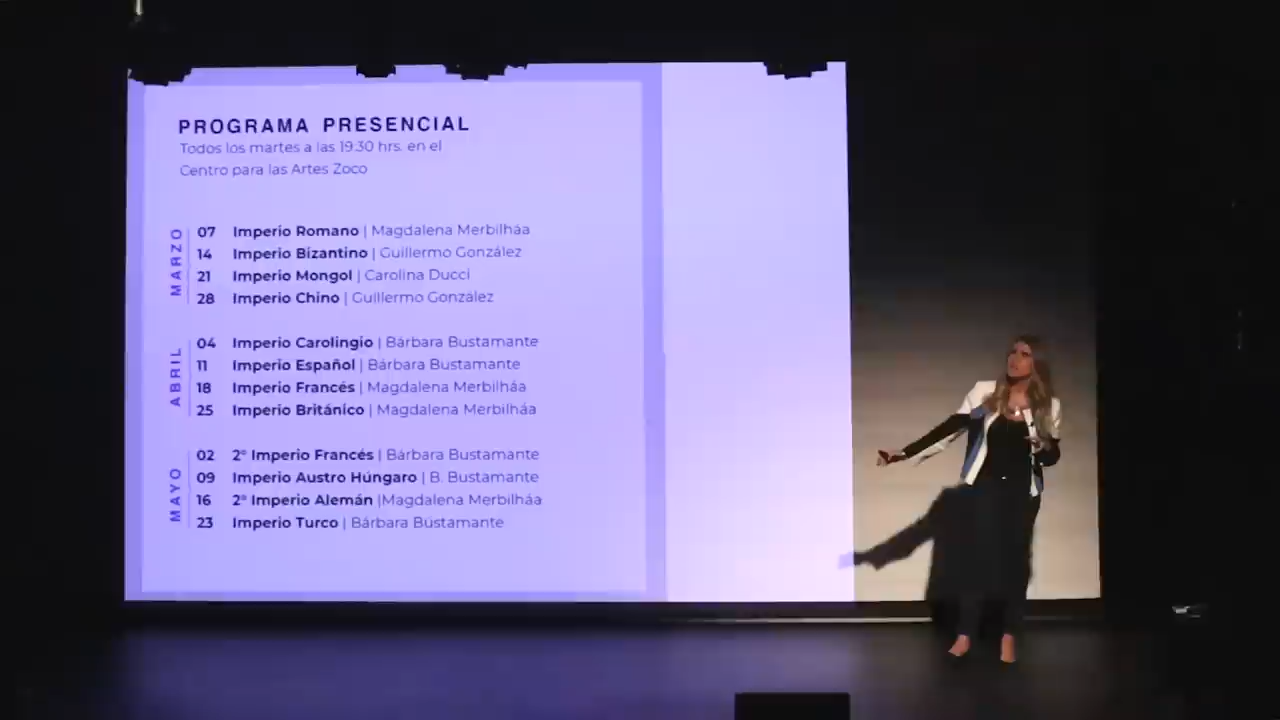 PROGRAMA PRESENCIAL
Todos los martes a las 19:30 hrs. en el
Centro para las Artes Zoco
MARZO
07 Imperio Romano | Magdalena Merbilháa
14 Imperio Bizantino | Guillermo González
21 Imperio Mongol | Carolina Ducci
28 Imperio Chino | Guillermo González
ABRIL
04 Imperio Carolingio | Bárbara Bustamante
11 Imperio Español | Bárbara Bustamante
18 Imperio Francés | Magdalena Merbilháa
25 Imperio Británico | Magdalena Merbilháa
MAYO
02 2° Imperio Francés | Bárbara Bustamante
09 Imperio Austro Húngaro | B. Bustamante
16 2° Imperio Alemán |Magdalena Merbilháa
23 Imperio Turco | Bárbara Bustamante